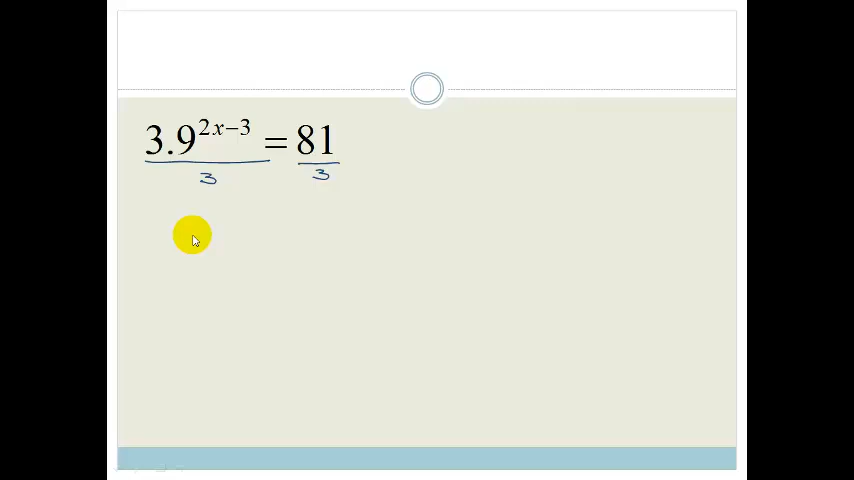 3.9^{2x-3} = 81
3 3